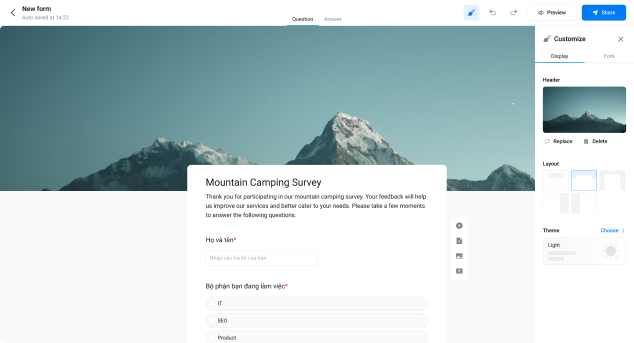 New form
Auto saved at 14:22
Question
Answer
Preview
Share
Customize
Display
Font
Header
Replace
Delete
Layout
Theme
Choose
Light
Mountain Camping Survey
Thank you for participating in our mountain camping survey. Your feedback will help
us improve our services and better cater to your needs. Please take a few moments
to answer the following questions.
Họ và tên*
Nhập câu trả lời của bạn
Bộ phận bạn đang làm việc*
IT
SEO
Product